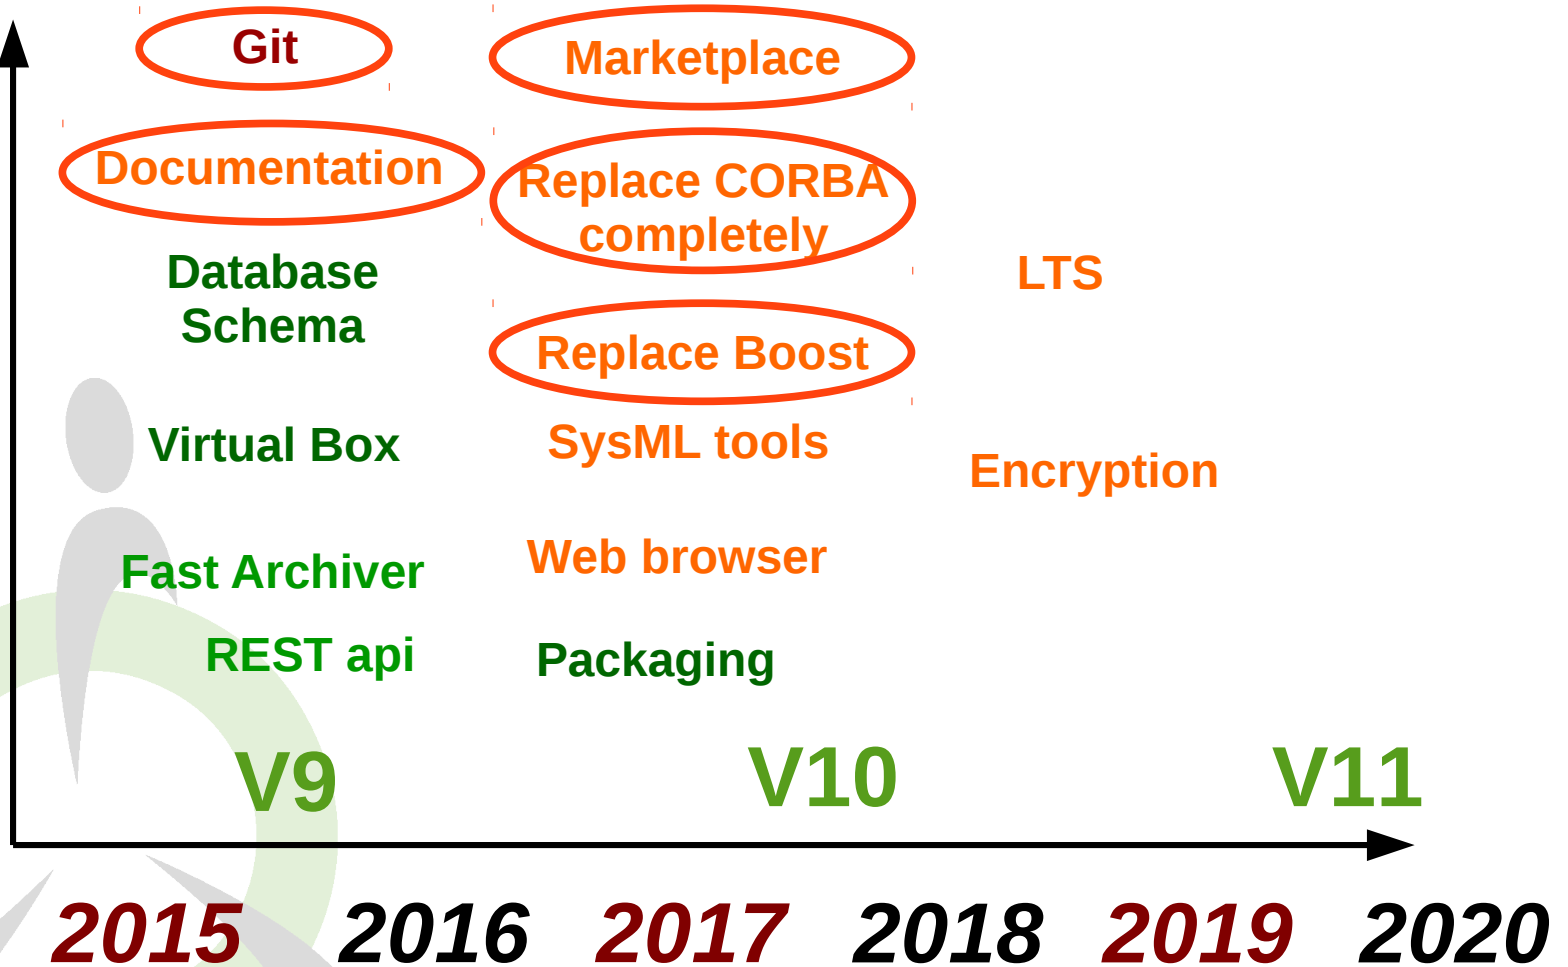 Git
Marketplace
Documentation
Replace CORBA
completely
Database
Schema
LTS
Replace Boost
Virtual Box
SysML tools
Encryption
Fast Archiver
Web browser
REST api
Packaging
V9
V10
V11
2015
2016
2017
2018
2019
2020